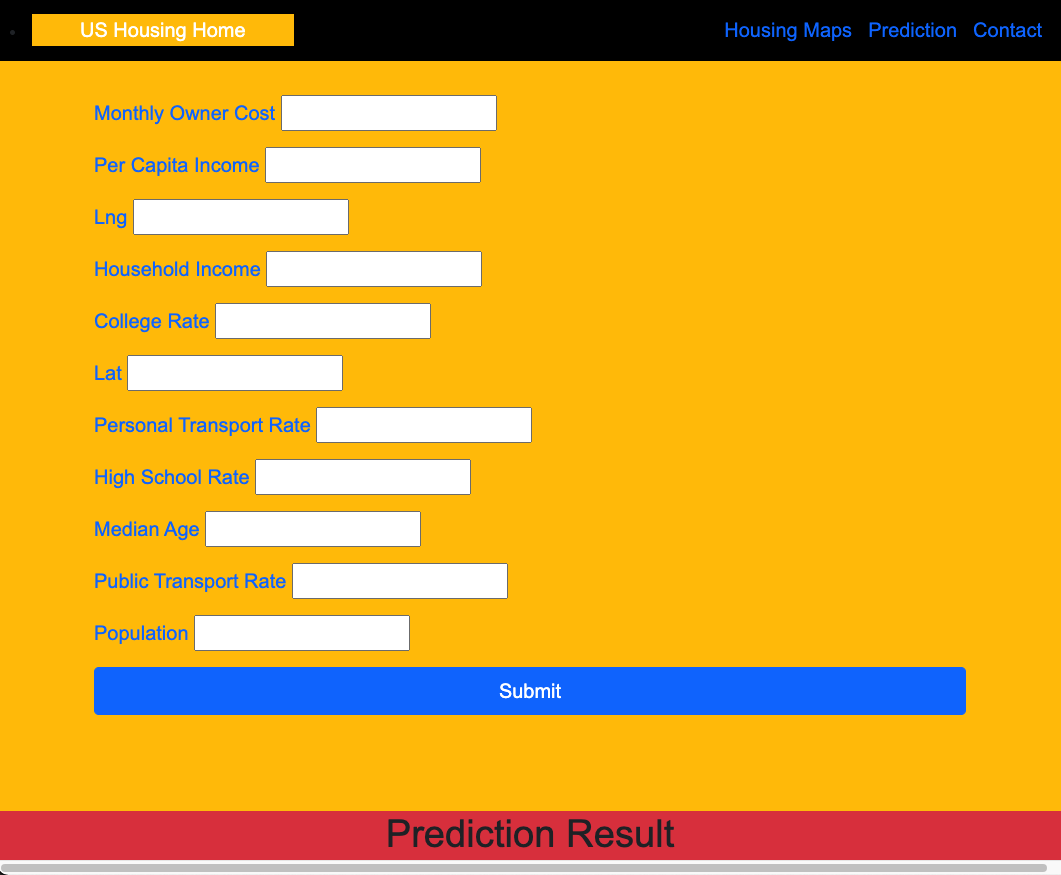 US Housing Home Housing Maps Prediction Contact
Monthly Owner Cost
Per Capita Income
Lng
Household Income
College Rate
Lat
Personal Transport Rate
High School Rate
Median Age
Public Transport Rate
Population
Submit
Prediction Result